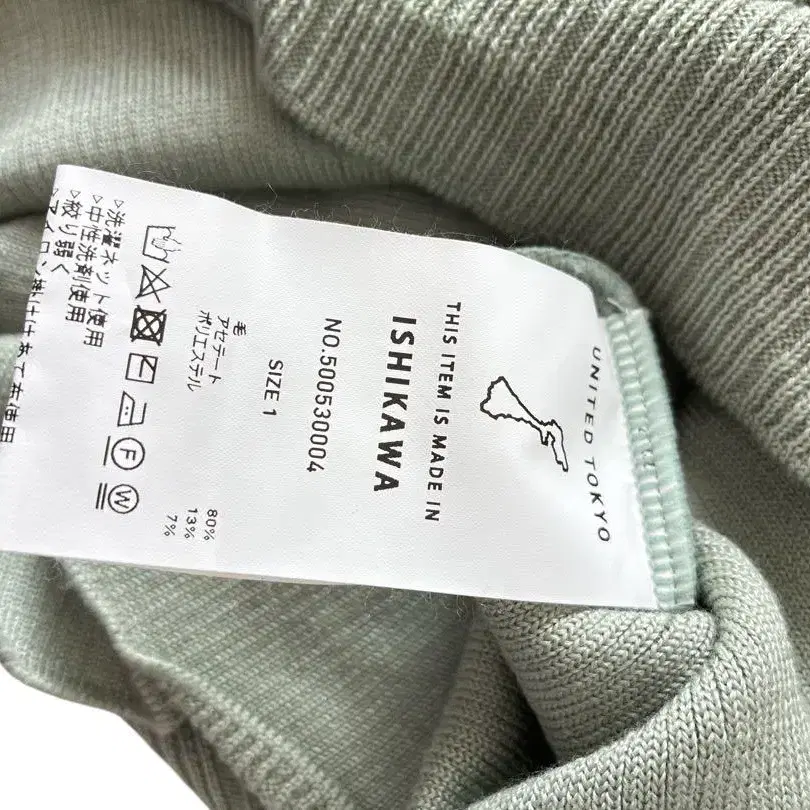 UNITED TOKYO
THIS ITEM IS MADE IN
ISHIKAWA
NO.500530004
SIZE 1
毛 80%
アセテート 13%
ポリエステル 7%
F
W
▷洗濯ネット使用
▷中性洗剤使用
▷絞り弱く